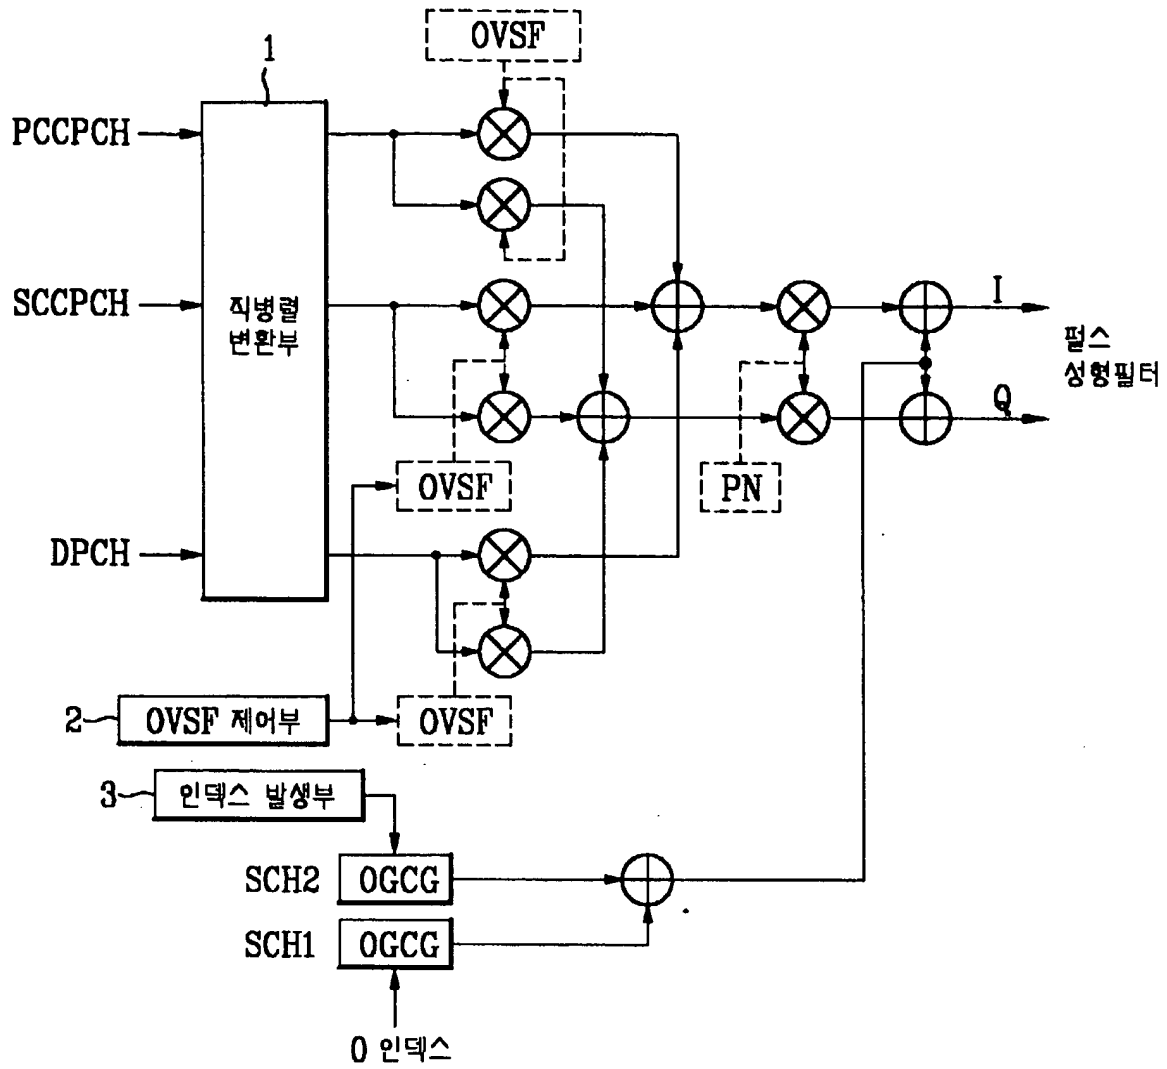 OVSF
1
PCCPCH
SCCPCH
직병렬
변환부
I
펄스
성형필터
Q
OVSF
PN
DPCH
2
OVSF 제어부
OVSF
3
인덱스 발생부
SCH2
OGCG
SCH1
OGCG
0 인덱스